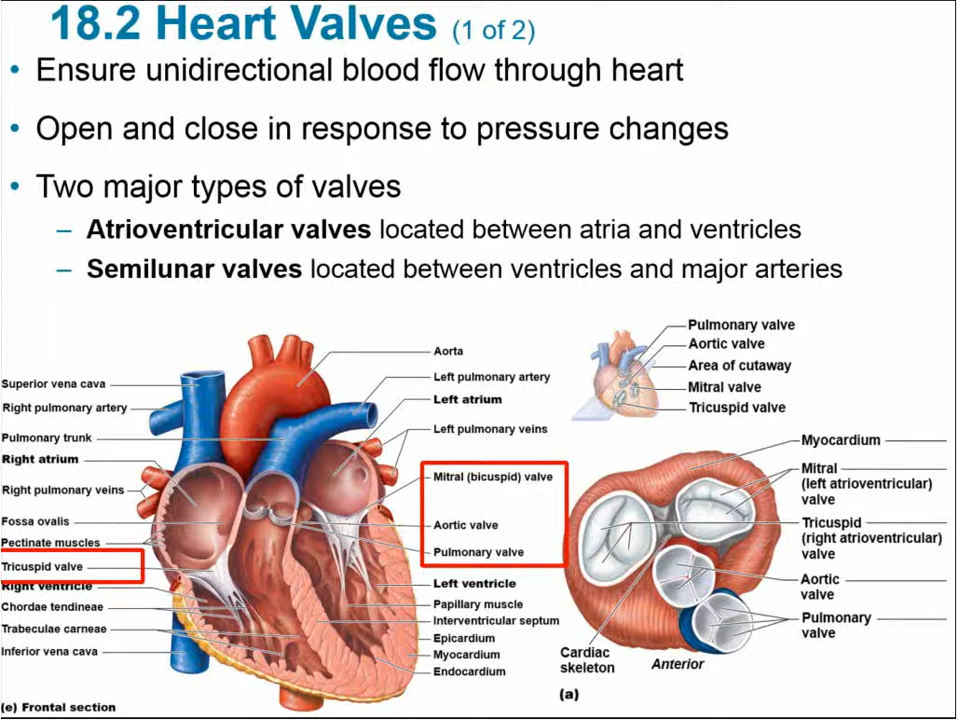 18.2 Heart Valves (1 of 2)
• Ensure unidirectional blood flow through heart
• Open and close in response to pressure changes
• Two major types of valves
– Atrioventricular valves located between atria and ventricles
– Semilunar valves located between ventricles and major arteries
Superior vena cava
Right pulmonary artery
Pulmonary trunk
Right atrium
Right pulmonary veins
Fossa ovalis
Pectinate muscles
Tricuspid valve
Right ventricle
Chordae tendineae
Trabeculae carneae
Inferior vena cava
(e) Frontal section
Aorta
Left pulmonary artery
Left atrium
Left pulmonary veins
Mitral (bicuspid) valve
Aortic valve
Pulmonary valve
Left ventricle
Papillary muscle
Interventricular septum
Epicardium
Myocardium
Endocardium
Pulmonary valve
Aortic valve
Area of cutaway
Mitral valve
Tricuspid valve
Myocardium
Mitral
(left atrioventricular)
valve
Tricuspid
(right atrioventricular)
valve
Aortic
valve
Pulmonary
valve
Cardiac
skeleton
Anterior
(a)